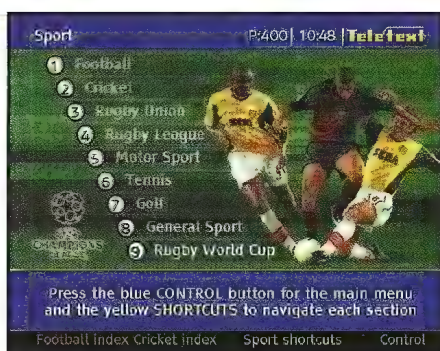 Sport P:400 10:48 Teletext
1 Football
2 Cricket
3 Rugby Union
4 Rugby League
5 Motor Sport
6 Tennis
7 Golf
8 General Sport
9 Rugby World Cup
CHAMPIONS
LEAGUE
Press the blue CONTROL button for the main menu
and the yellow SHORTCUTS to navigate each section
Football index Cricket index Sport shortcuts Control